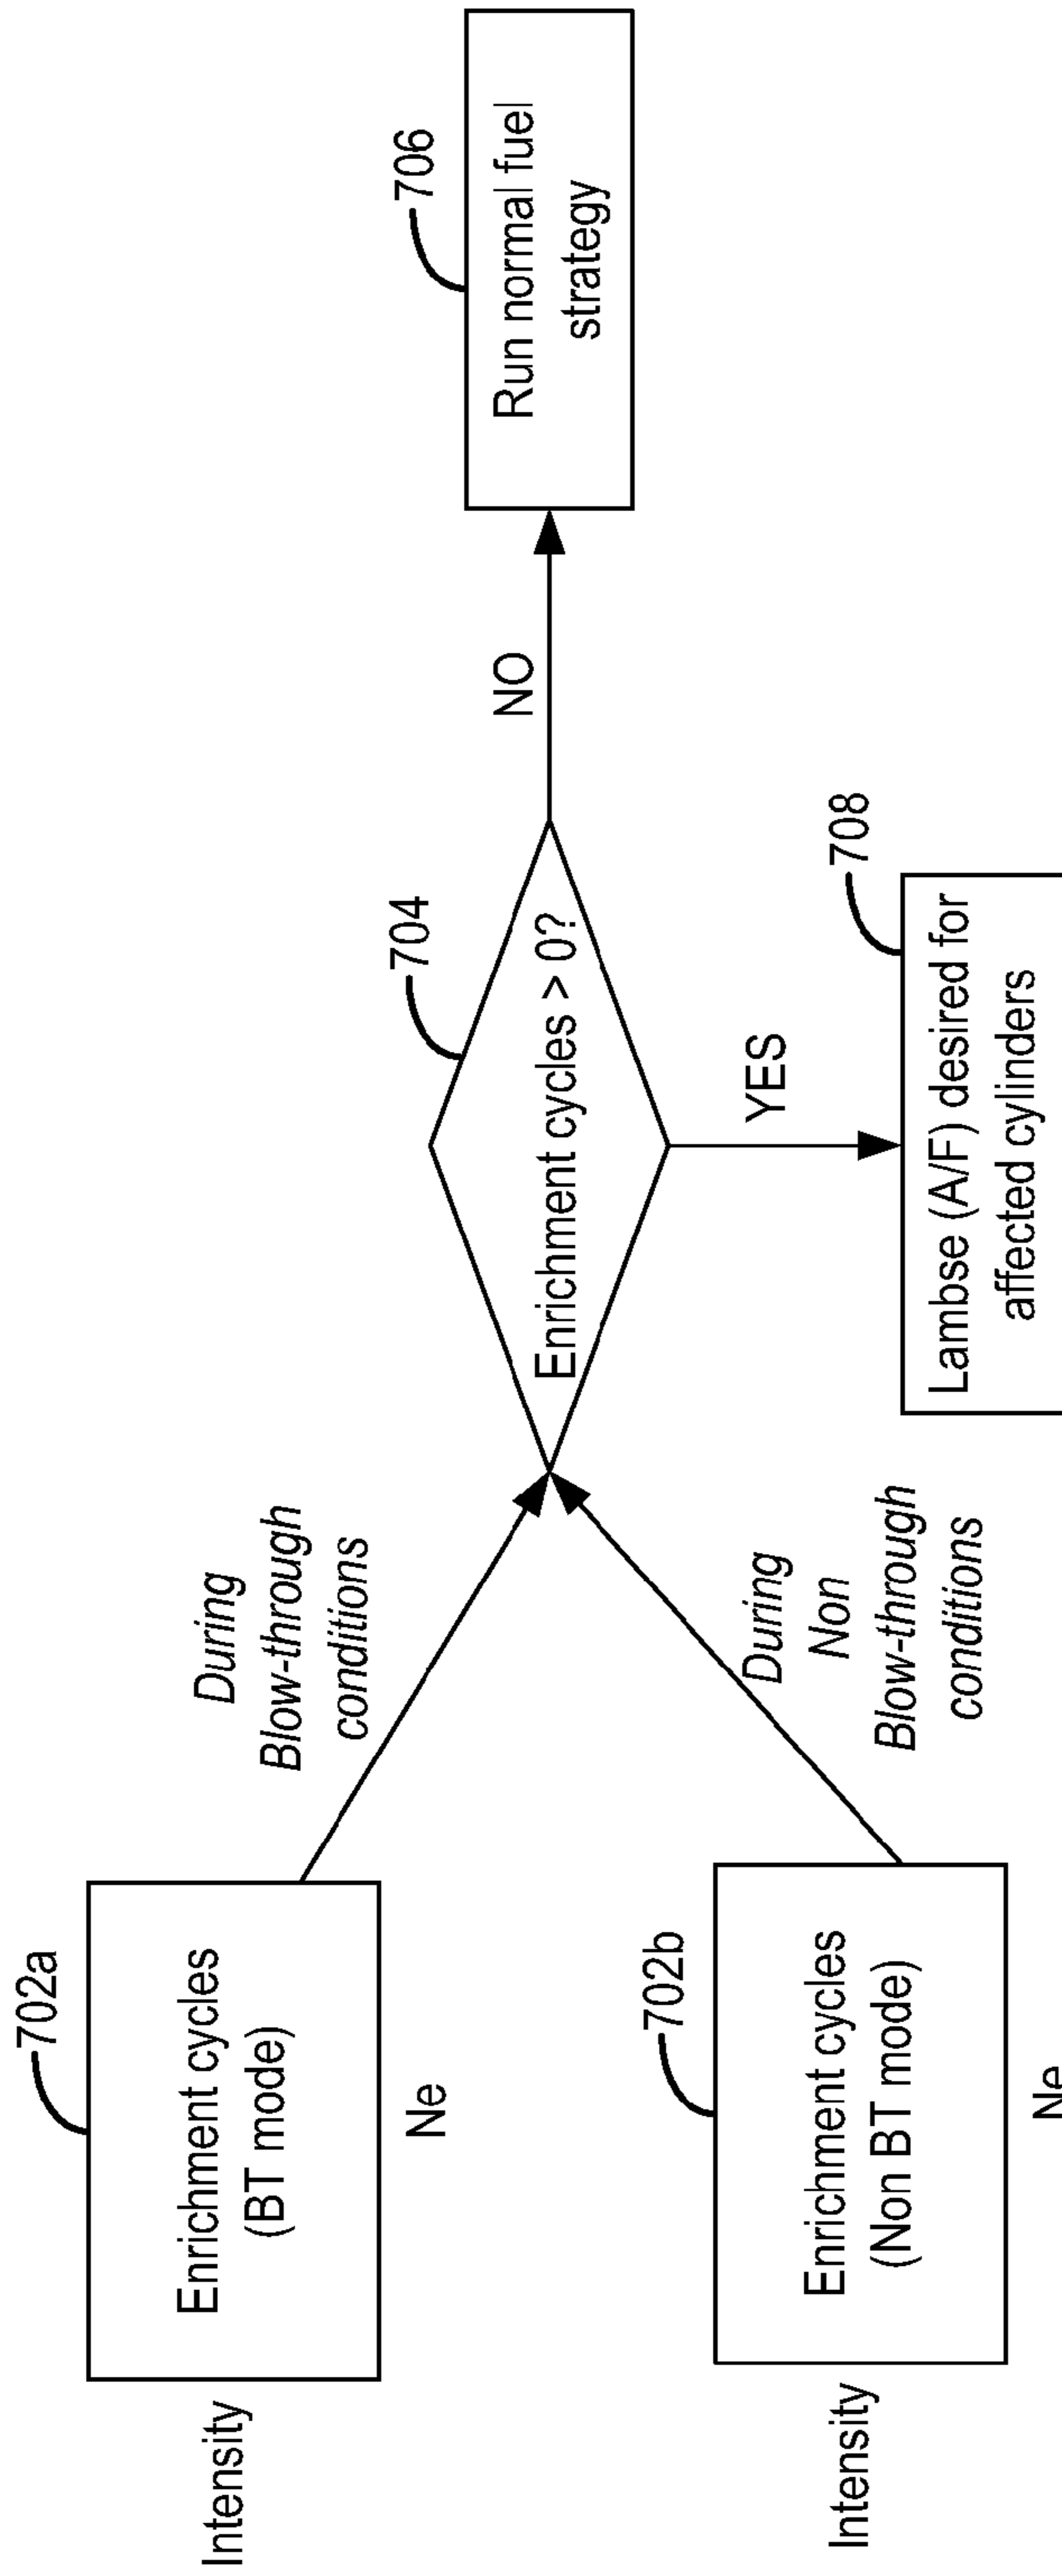 702a
Enrichment cycles
(BT mode)
Intensity
Ne
During
Blow-through
conditions
702b
Enrichment cycles
(Non BT mode)
Intensity
Ne
During
Non
Blow-through
conditions
704
Enrichment cycles > 0?
NO
706
Run normal fuel
strategy
YES
708
Lambse (A/F) desired for
affected cylinders